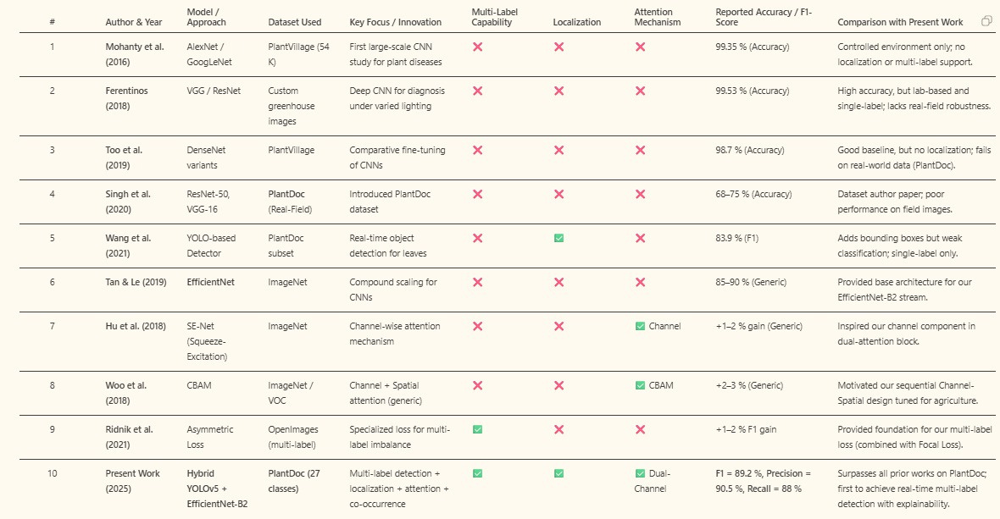 # Author & Year Model / Approach Dataset Used Key Focus / Innovation Multi-Label Capability Localization Attention Mechanism Reported Accuracy / F1-Score Comparison with Present Work
1 Mohanty et al. (2016) AlexNet / GoogLeNet PlantVillage (54 K) First large-scale CNN study for plant diseases ❌ ❌ ❌ 99.35 % (Accuracy) Controlled environment only; no localization or multi-label support.
2 Ferentinos (2018) VGG / ResNet Custom greenhouse images Deep CNN for diagnosis under varied lighting ❌ ❌ ❌ 99.53 % (Accuracy) High accuracy, but lab-based and single-label; lacks real-field robustness.
3 Too et al. (2019) DenseNet variants PlantVillage Comparative fine-tuning of CNNs ❌ ❌ ❌ 98.7 % (Accuracy) Good baseline, but no localization; fails on real-world data (PlantDoc).
4 Singh et al. (2020) ResNet-50, VGG-16 PlantDoc (Real-Field) Introduced PlantDoc dataset ❌ ❌ ❌ 68–75 % (Accuracy) Dataset author paper; poor performance on field images.
5 Wang et al. (2021) YOLO-based Detector PlantDoc subset Real-time object detection for leaves ❌ ✅ ❌ 83.9 % (F1) Adds bounding boxes but weak classification; single-label only.
6 Tan & Le (2019) EfficientNet ImageNet Compound scaling for CNNs ❌ ❌ ❌ 85–90 % (Generic) Provided base architecture for our EfficientNet-B2 stream.
7 Hu et al. (2018) SE-Net (Squeeze-Excitation) ImageNet Channel-wise attention mechanism ❌ ❌ ✅ Channel +1–2 % gain (Generic) Inspired our channel component in dual-attention block.
8 Woo et al. (2018) CBAM ImageNet / VOC Channel + Spatial attention (generic) ❌ ❌ ✅ CBAM +2–3 % (Generic) Motivated our sequential Channel-Spatial design tuned for agriculture.
9 Ridnik et al. (2021) Asymmetric Loss OpenImages (multi-label) Specialized loss for multi-label imbalance ✅ ❌ ❌ +1–2 % F1 gain Provided foundation for our multi-label loss (combined with Focal Loss).
10 Present Work (2025) Hybrid YOLOv5 + EfficientNet-B2 PlantDoc (27 classes) Multi-label detection + localization + attention + co-occurrence ✅ ✅ ✅ Dual-Channel F1 = 89.2 %, Precision = 90.5 %, Recall = 88 % Surpasses all prior works on PlantDoc; first to achieve real-time multi-label detection with explainability.